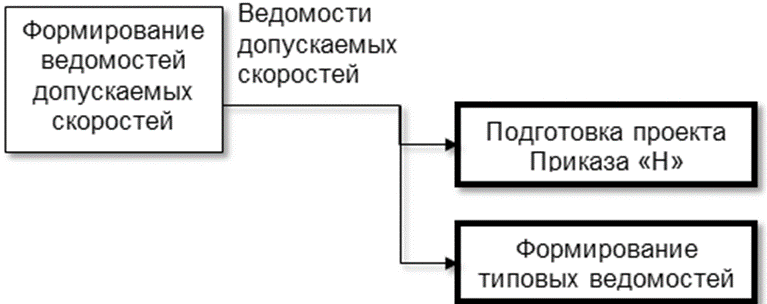 Формирование
ведомостей
допускаемых
скоростей
Ведомости
допускаемых
скоростей
Подготовка проекта
Приказа «Н»
Формирование
типовых ведомостей